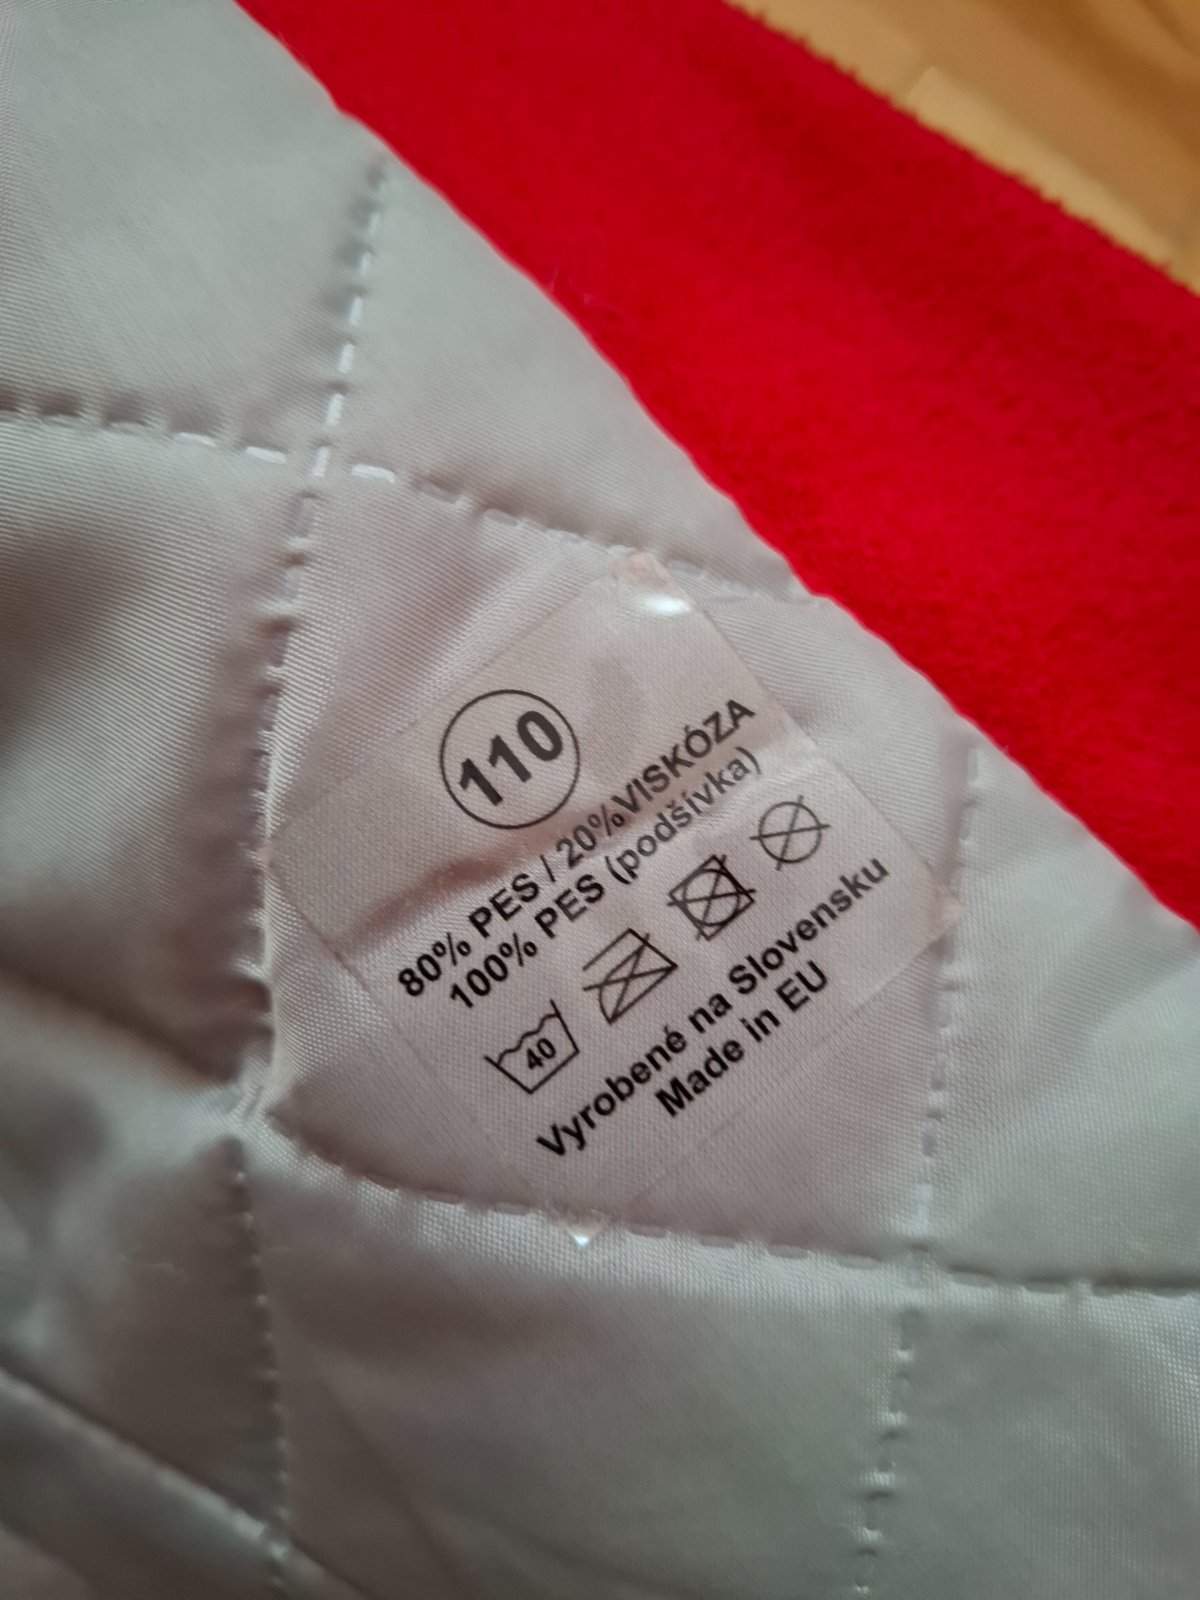 110
80% PES / 20%VISKÓZA
100% PES (podšívka)
40
Vyrobené na Slovensku
Made in EU